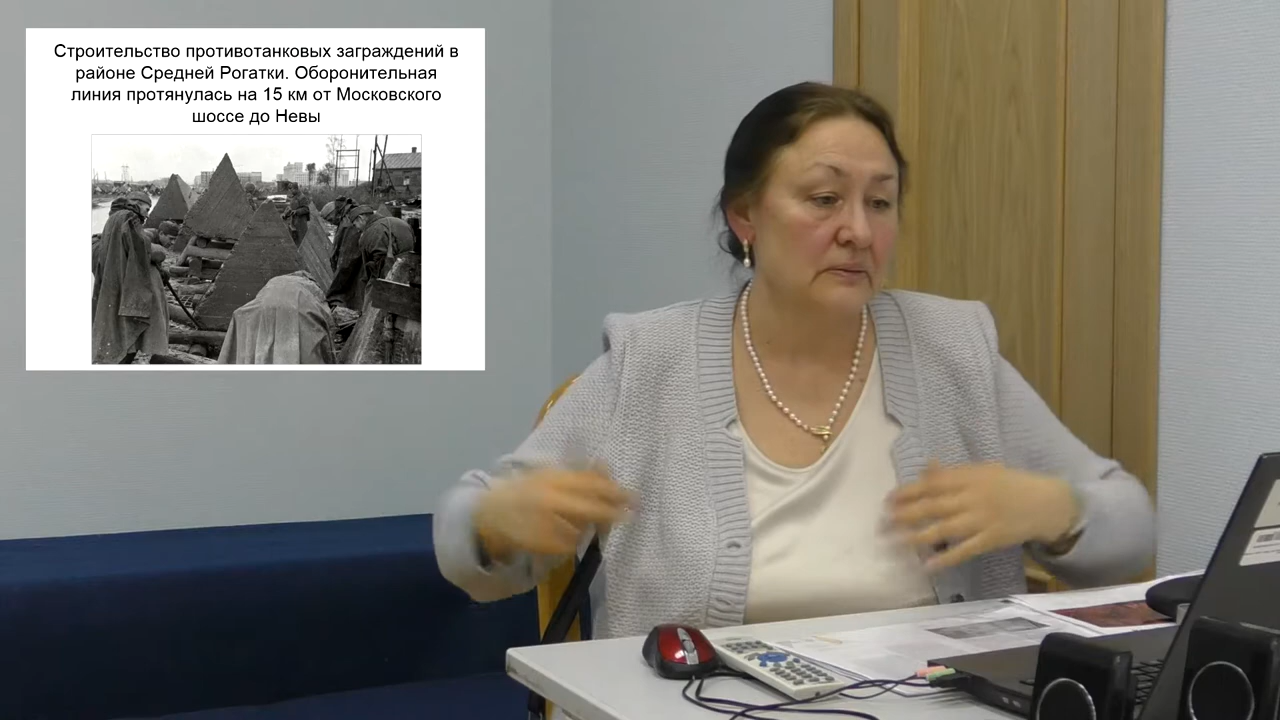 Строительство противотанковых заграждений в
районе Средней Рогатки. Оборонительная
линия протянулась на 15 км от Московского
шоссе до Невы